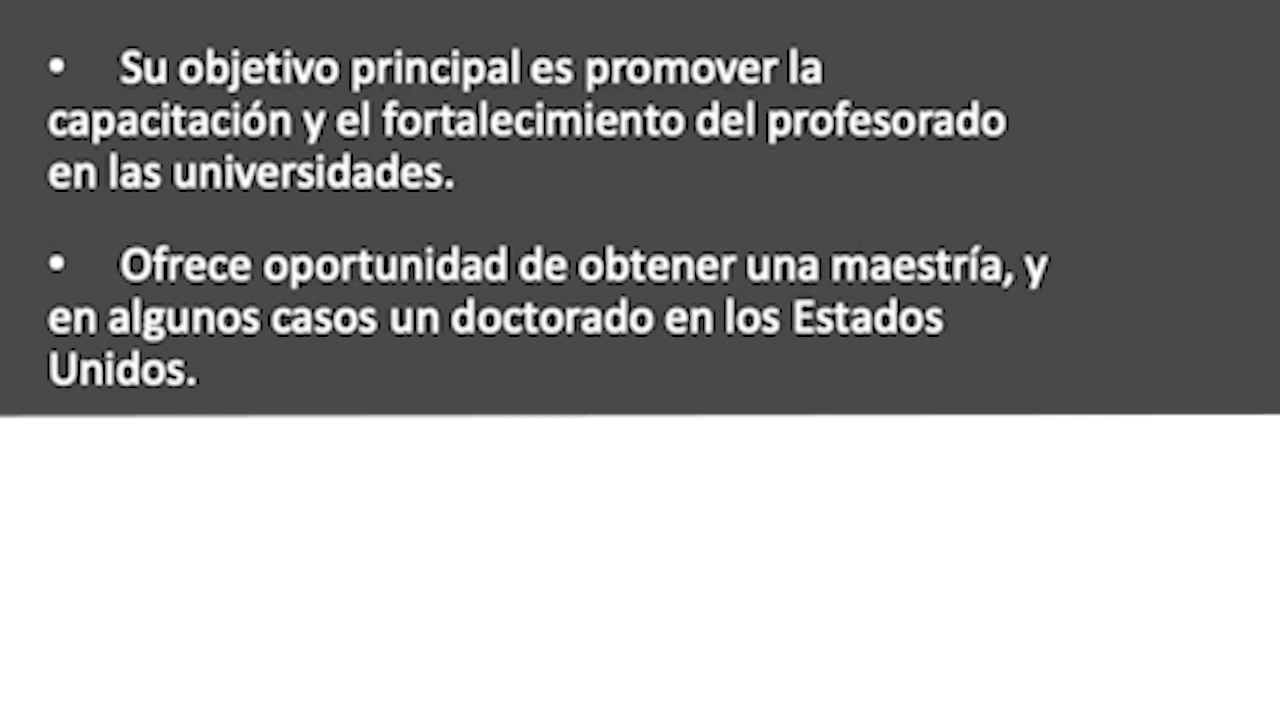 • Su objetivo principal es promover la
capacitación y el fortalecimiento del profesorado
en las universidades.
• Ofrece oportunidad de obtener una maestría, y
en algunos casos un doctorado en los Estados
Unidos.